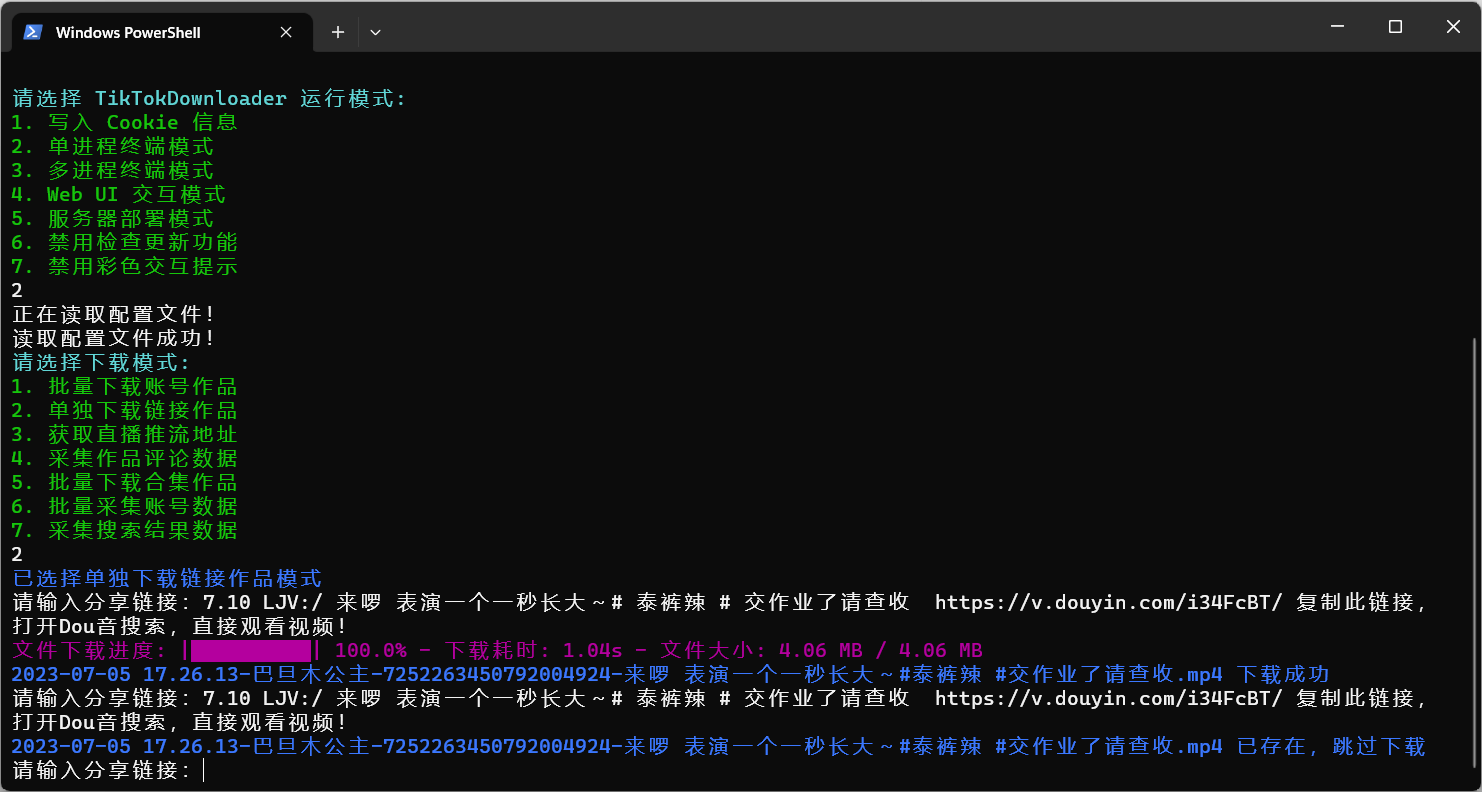 Windows PowerShell
请选择 TikTokDownloader 运行模式:
1. 写入 Cookie 信息
2. 单进程终端模式
3. 多进程终端模式
4. Web UI 交互模式
5. 服务器部署模式
6. 禁用检查更新功能
7. 禁用彩色交互提示
2
正在读取配置文件!
读取配置文件成功!
请选择下载模式:
1. 批量下载账号作品
2. 单独下载链接作品
3. 获取直播推流地址
4. 采集作品评论数据
5. 批量下载合集作品
6. 批量采集账号数据
7. 采集搜索结果数据
2
已选择单独下载链接作品模式
请输入分享链接: 7.10 LJV:/ 来啰 表演一个一秒长大～# 泰裤辣 # 交作业了请查收  https://v.douyin.com/i34FcBT/ 复制此链接，
打开Dou音搜索，直接观看视频!
文件下载进度: |██████████| 100.0% - 下载耗时: 1.04s - 文件大小: 4.06 MB / 4.06 MB
2023-07-05 17.26.13-巴旦木公主-7252263450792004924-来啰 表演一个一秒长大～#泰裤辣 #交作业了请查收.mp4 下载成功
请输入分享链接: 7.10 LJV:/ 来啰 表演一个一秒长大～# 泰裤辣 # 交作业了请查收  https://v.douyin.com/i34FcBT/ 复制此链接，
打开Dou音搜索，直接观看视频!
2023-07-05 17.26.13-巴旦木公主-7252263450792004924-来啰 表演一个一秒长大～#泰裤辣 #交作业了请查收.mp4 已存在，跳过下载
请输入分享链接: